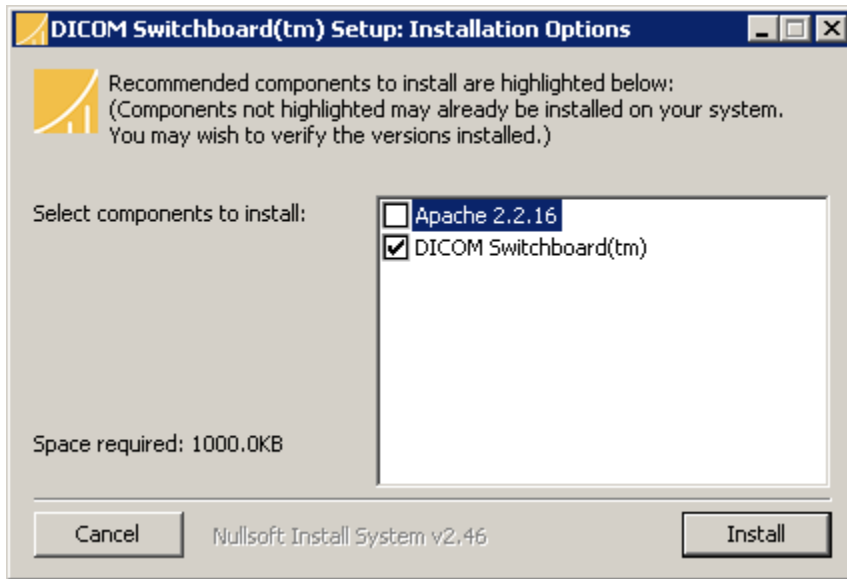 DICOM Switchboard(tm) Setup: Installation Options
Recommended components to install are highlighted below:
(Components not highlighted may already be installed on your system.
You may wish to verify the versions installed.)
Select components to install:
Apache 2.2.16
DICOM Switchboard(tm)
Space required: 1000.0KB
Cancel
Nullsoft Install System v2.46
Install